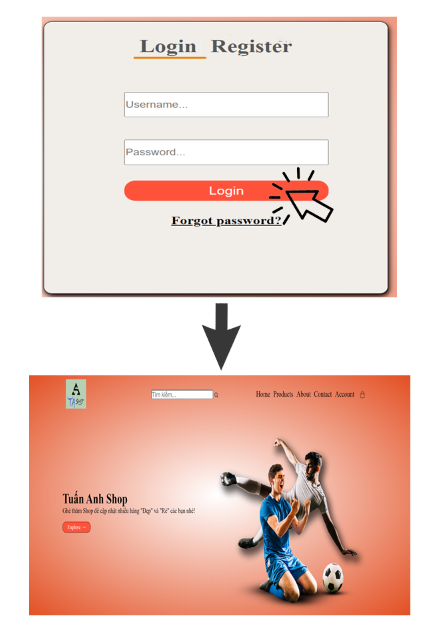 Login Register
Username...
Password...
Login
Forgot password?
A
Tìm kiếm...
Home Products About Contact Account
Tuấn Anh Shop
Ghé thăm Shop để cập nhật nhiều hàng "Đẹp" và "Rẻ" các bạn nhé!
Explore →